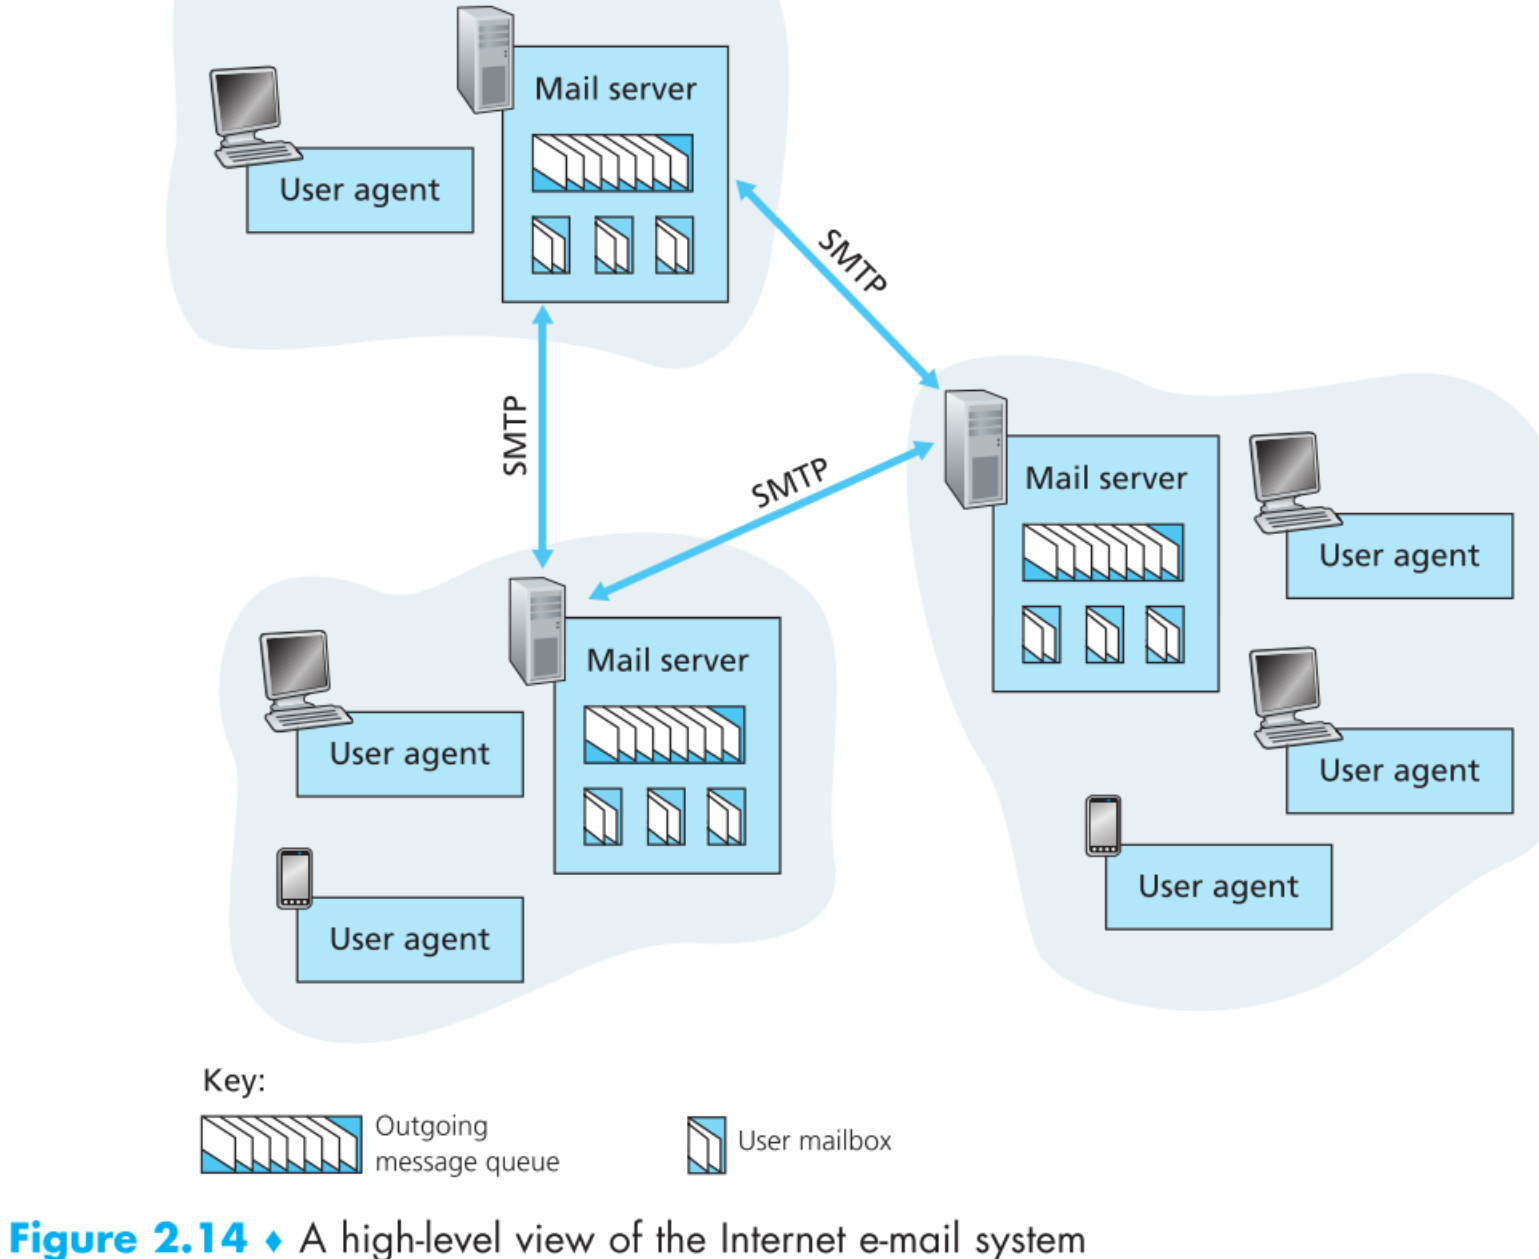 Mail server
User agent
SMTP
SMTP
SMTP
Mail server
User agent
Mail server
User agent
User agent
User agent
User agent
Key:
Outgoing
message queue
User mailbox
Figure 2.14 ♦ A high-level view of the Internet e-mail system